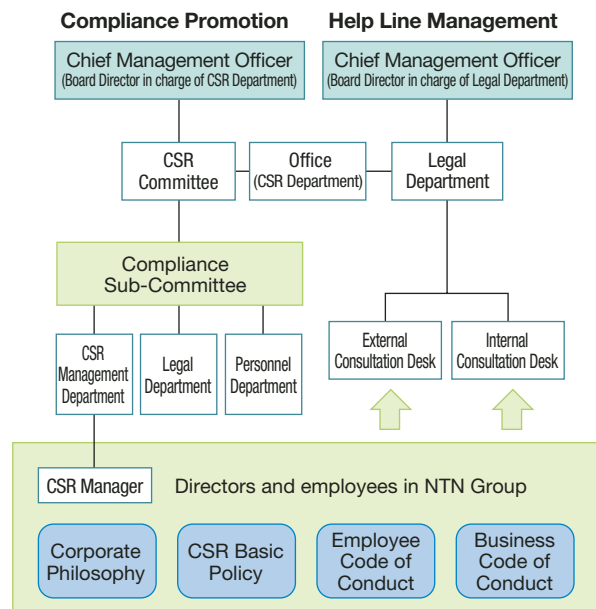 Compliance Promotion
Help Line Management
Chief Management Officer
(Board Director in charge of CSR Department)
Chief Management Officer
(Board Director in charge of Legal Department)
CSR
Committee
Office
(CSR Department)
Legal
Department
Compliance
Sub-Committee
CSR
Management
Department
Legal
Department
Personnel
Department
External
Consultation Desk
Internal
Consultation Desk
CSR Manager
Directors and employees in NTN Group
Corporate
Philosophy
CSR Basic
Policy
Employee
Code of
Conduct
Business
Code of
Conduct